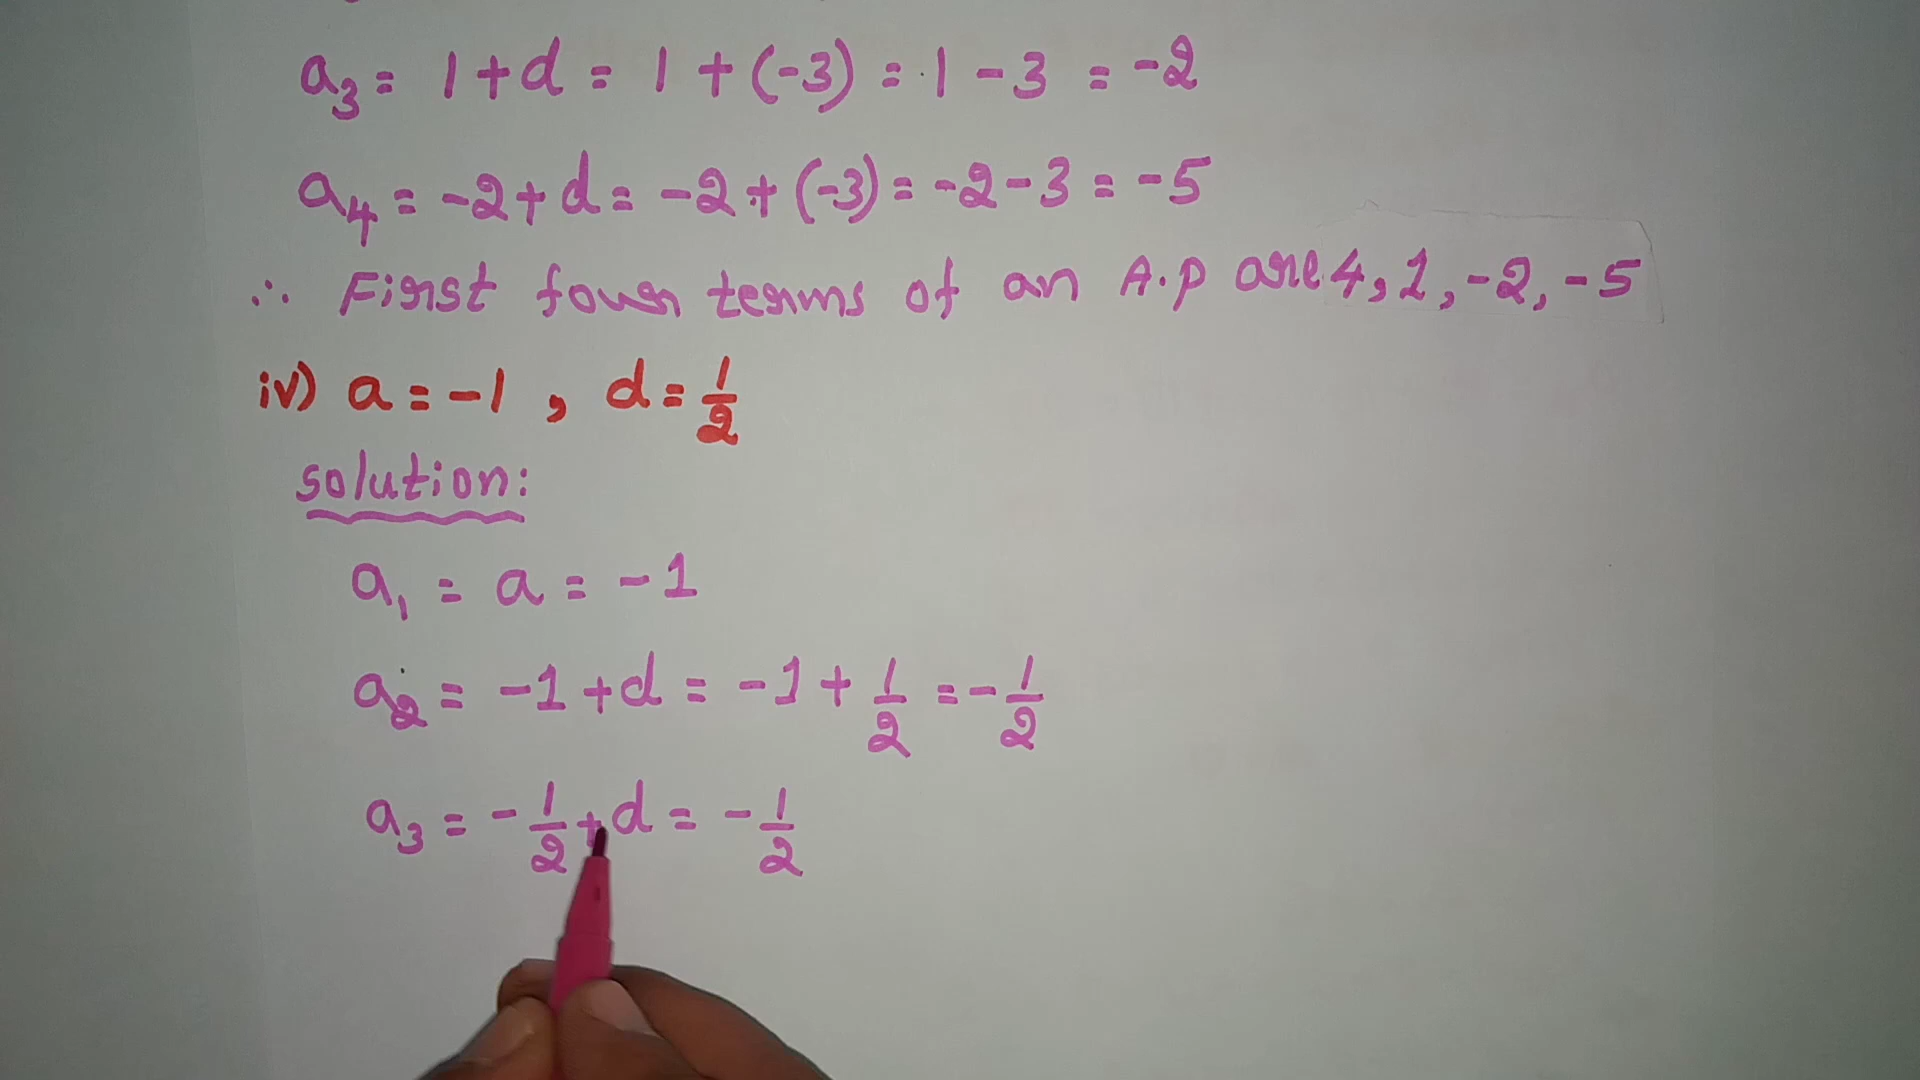 a3 = 1+d = 1+(-3) = 1-3 = -2
a4 = -2+d = -2+(-3) = -2-3 = -5
∴ First four terms of an A.P are 4, 1, -2, -5
iv) a = -1 , d = 1/2
solution:
a1 = a = -1
a2 = -1+d = -1+1/2 = -1/2
a3 = -1/2+d = -1/2